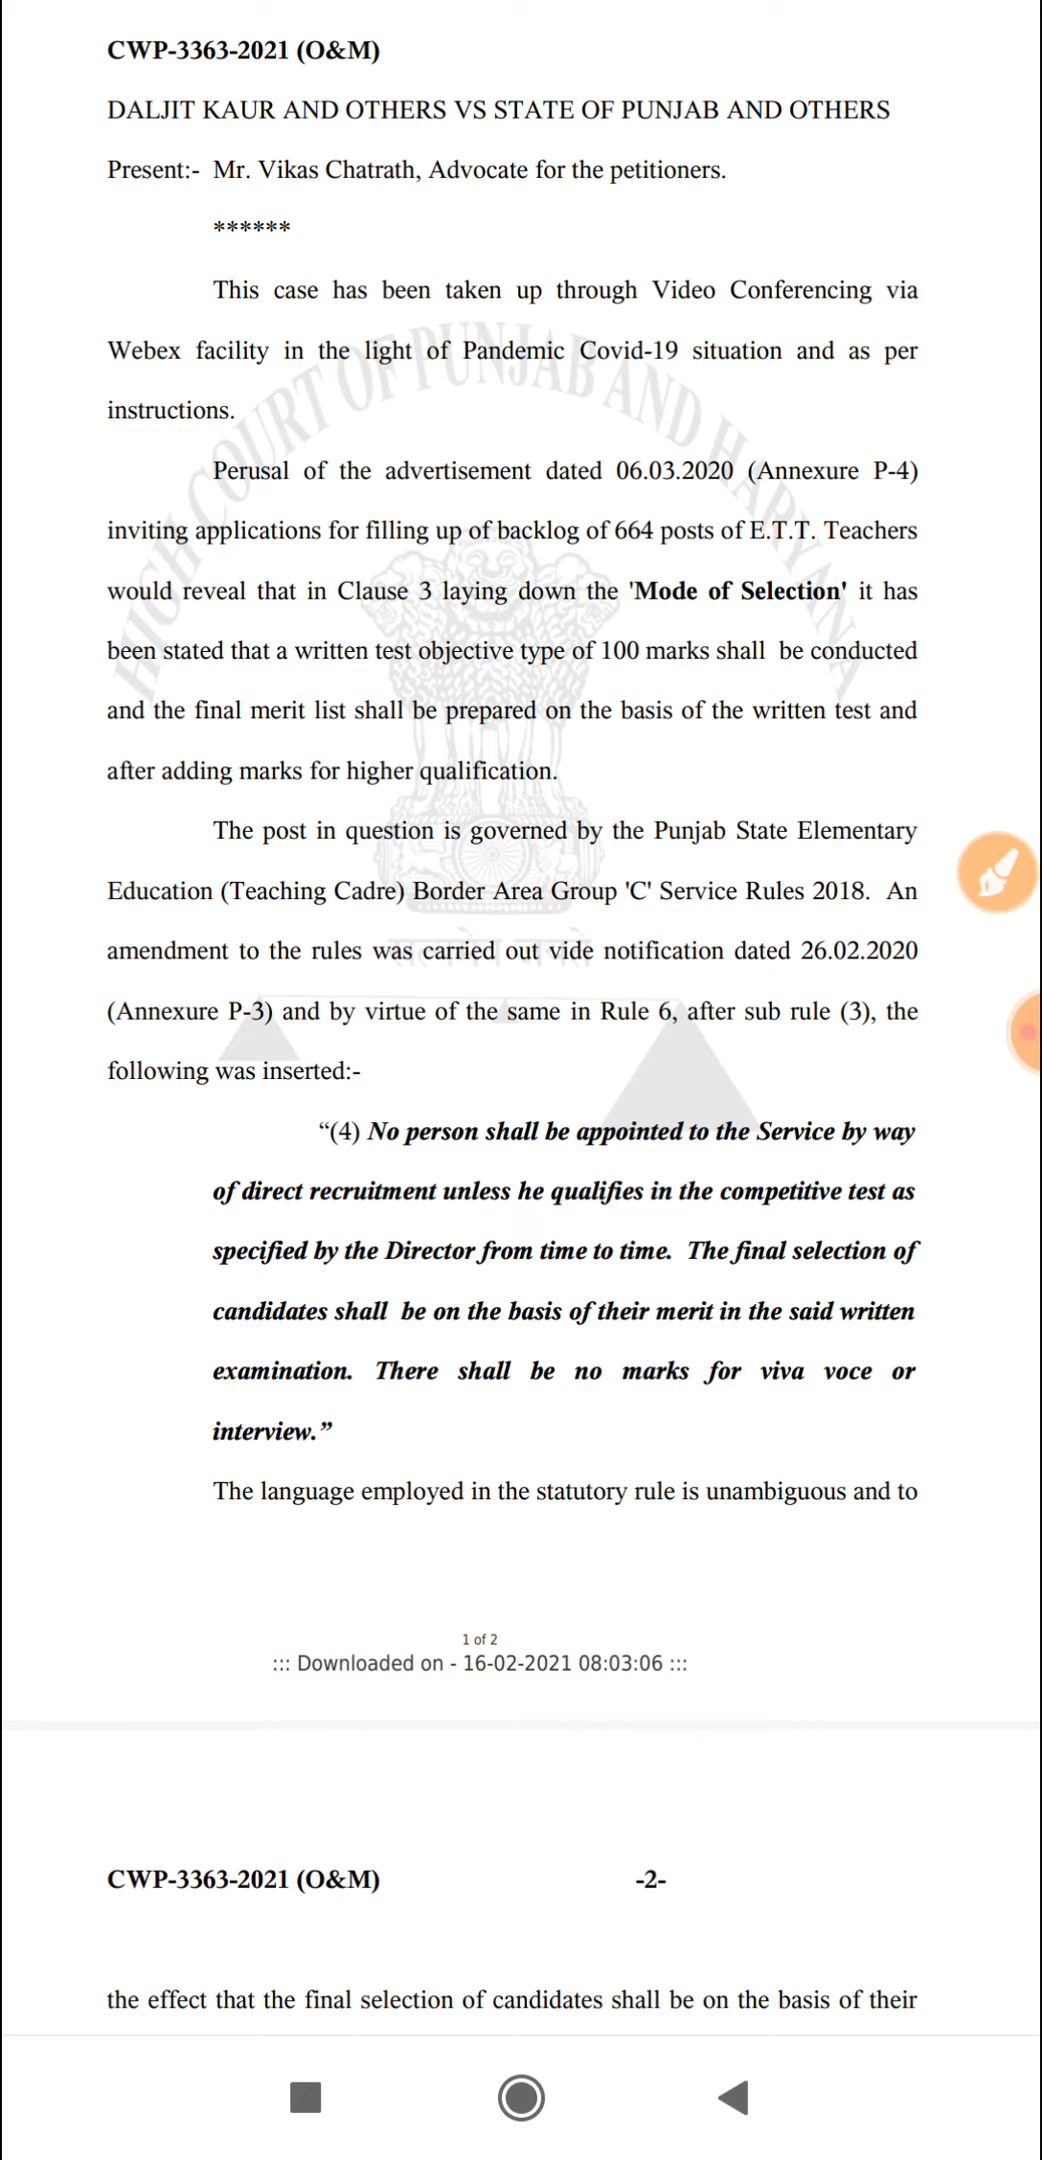 CWP-3363-2021 (O&M)
DALJIT KAUR AND OTHERS VS STATE OF PUNJAB AND OTHERS
Present:- Mr. Vikas Chatrath, Advocate for the petitioners.
******
This case has been taken up through Video Conferencing via
Webex facility in the light of Pandemic Covid-19 situation and as per
instructions.
HIGH COURT OF PUNJAB AND HARYANA
Perusal of the advertisement dated 06.03.2020 (Annexure P-4)
inviting applications for filling up of backlog of 664 posts of E.T.T. Teachers
would reveal that in Clause 3 laying down the 'Mode of Selection' it has
been stated that a written test objective type of 100 marks shall be conducted
and the final merit list shall be prepared on the basis of the written test and
after adding marks for higher qualification.
The post in question is governed by the Punjab State Elementary
Education (Teaching Cadre) Border Area Group 'C' Service Rules 2018. An
amendment to the rules was carried out vide notification dated 26.02.2020
सत्यमेव जयते
(Annexure P-3) and by virtue of the same in Rule 6, after sub rule (3), the
following was inserted:-
“(4) No person shall be appointed to the Service by way
of direct recruitment unless he qualifies in the competitive test as
specified by the Director from time to time. The final selection of
candidates shall be on the basis of their merit in the said written
examination. There shall be no marks for viva voce or
interview.”
The language employed in the statutory rule is unambiguous and to
1 of 2
::: Downloaded on - 16-02-2021 08:03:06 :::
CWP-3363-2021 (O&M) -2-
the effect that the final selection of candidates shall be on the basis of their